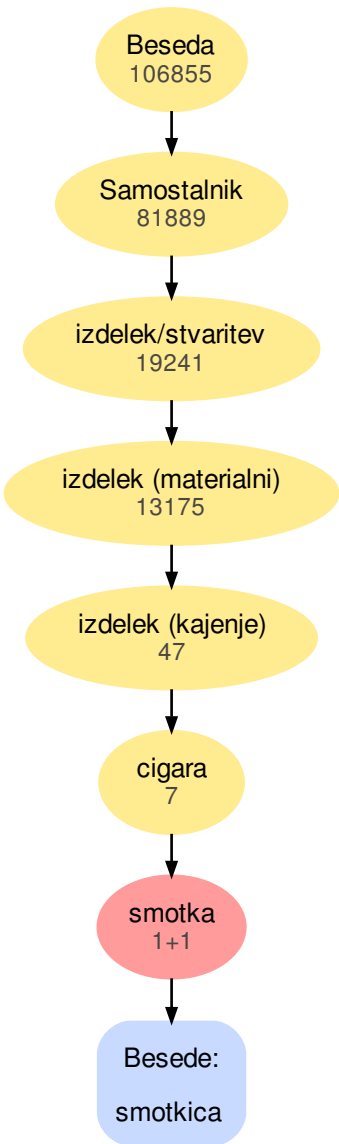 Beseda
106855
Samostalnik
81889
izdelek/stvaritev
19241
izdelek (materialni)
13175
izdelek (kajenje)
47
cigara
7
smotka
1+1
Besede:
smotkica